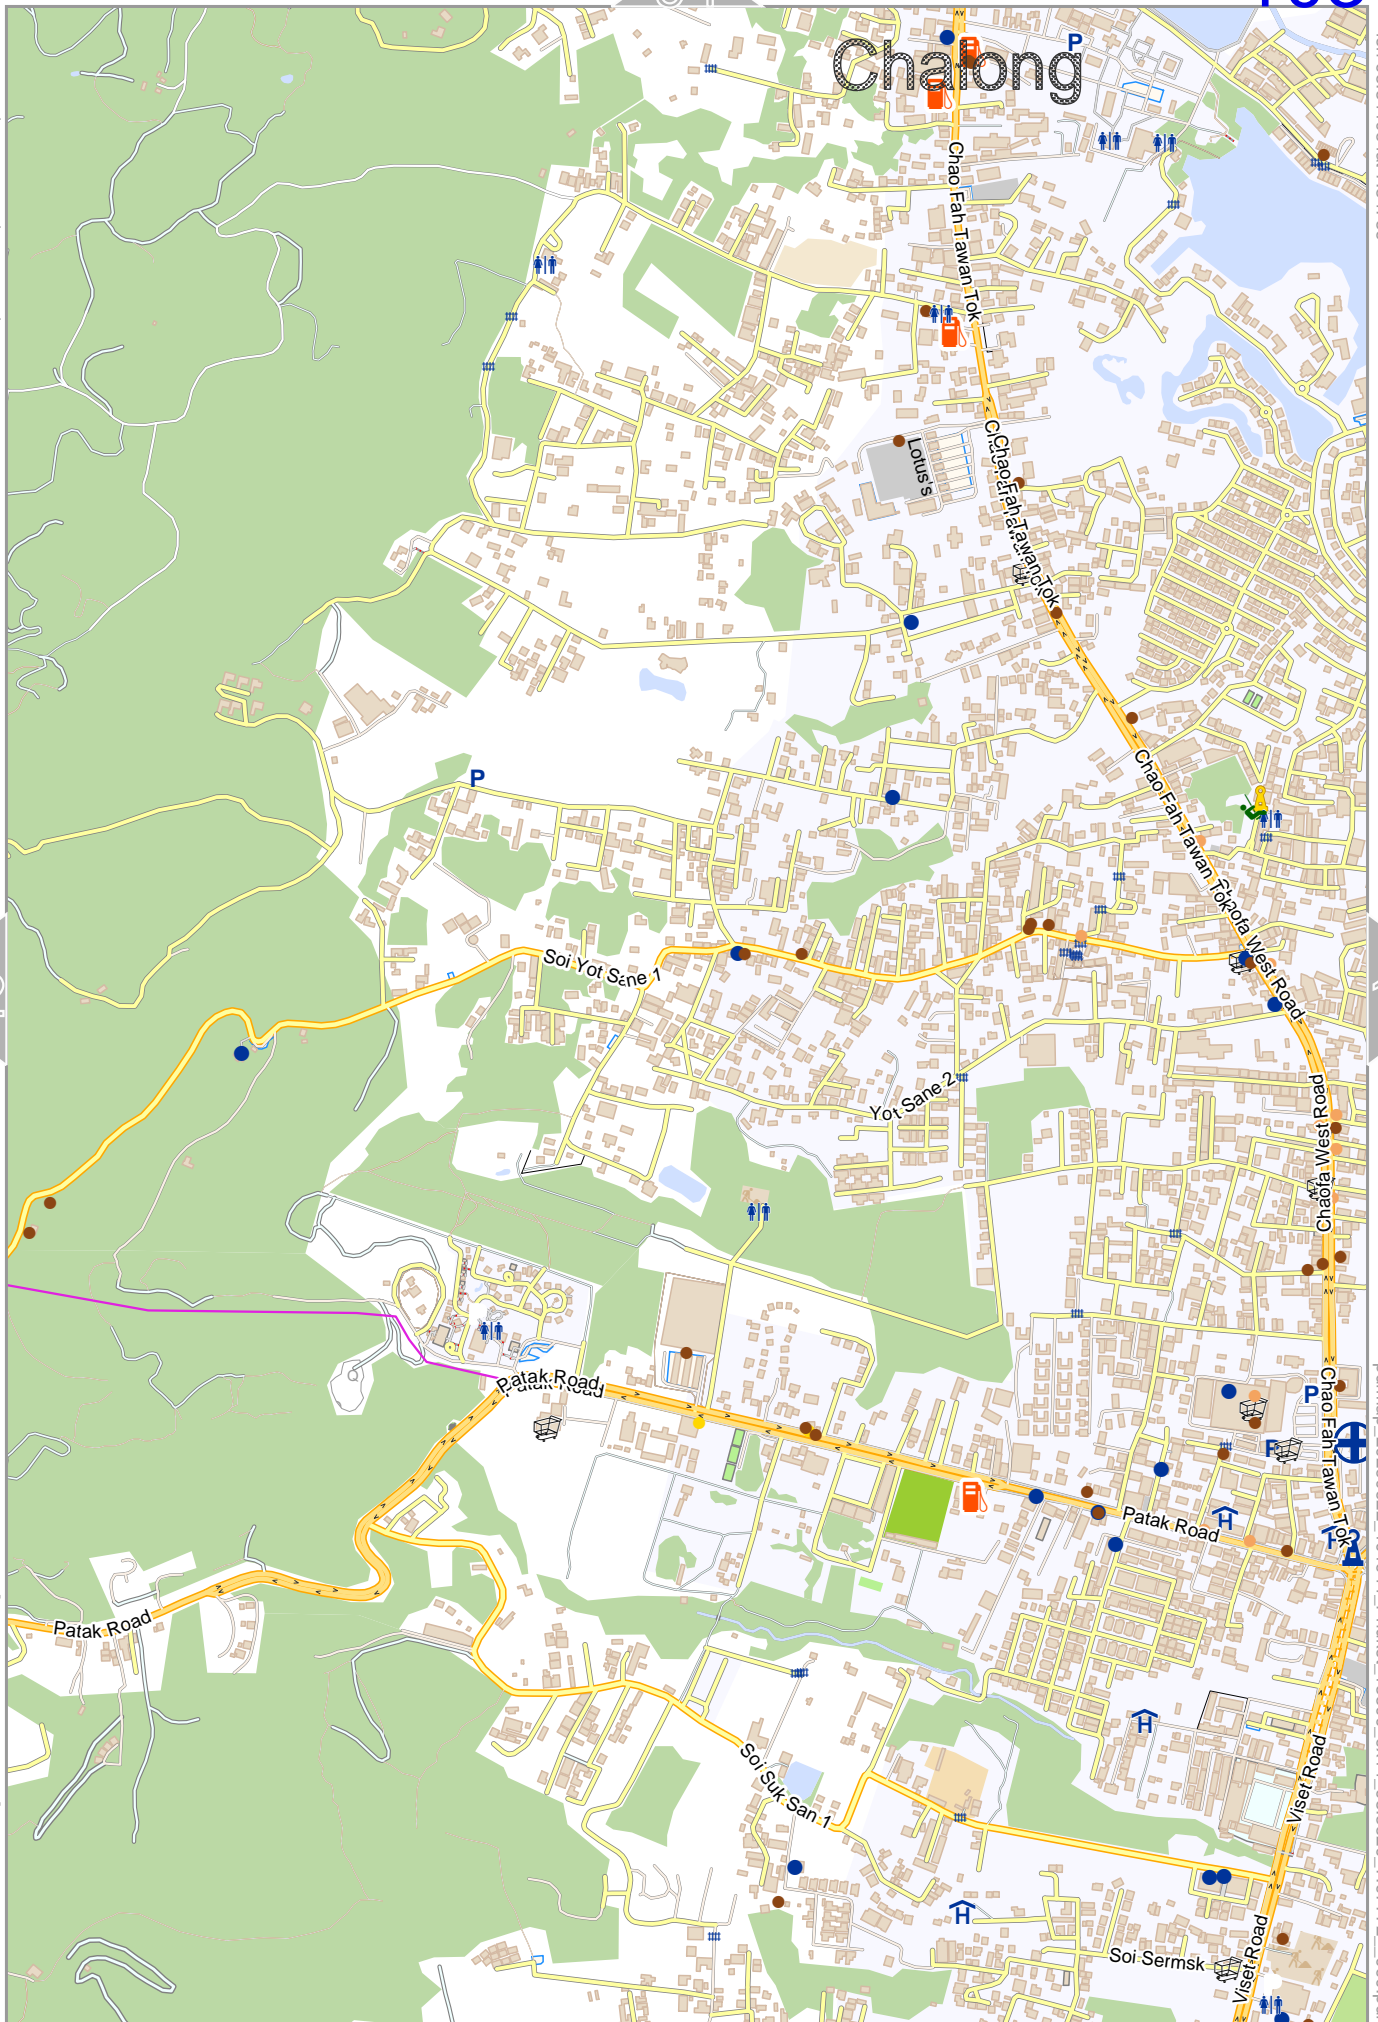 Chalong
P
Chao Fah Tawan Tok
Lotus's
Chao Fah Tawan Tok
P
Chao Fah Tawan Tok
Chaofa West Road
Soi Yot Sane 1
Yot Sane 2
Chaofa West Road
Patak Road
Patak Road
P
Chao Fah Tawan Tok
P
Patak Road
H
Patak Road
H
Soi Suk San 1
Viset Road
H
Soi Sermsk
Viset Road